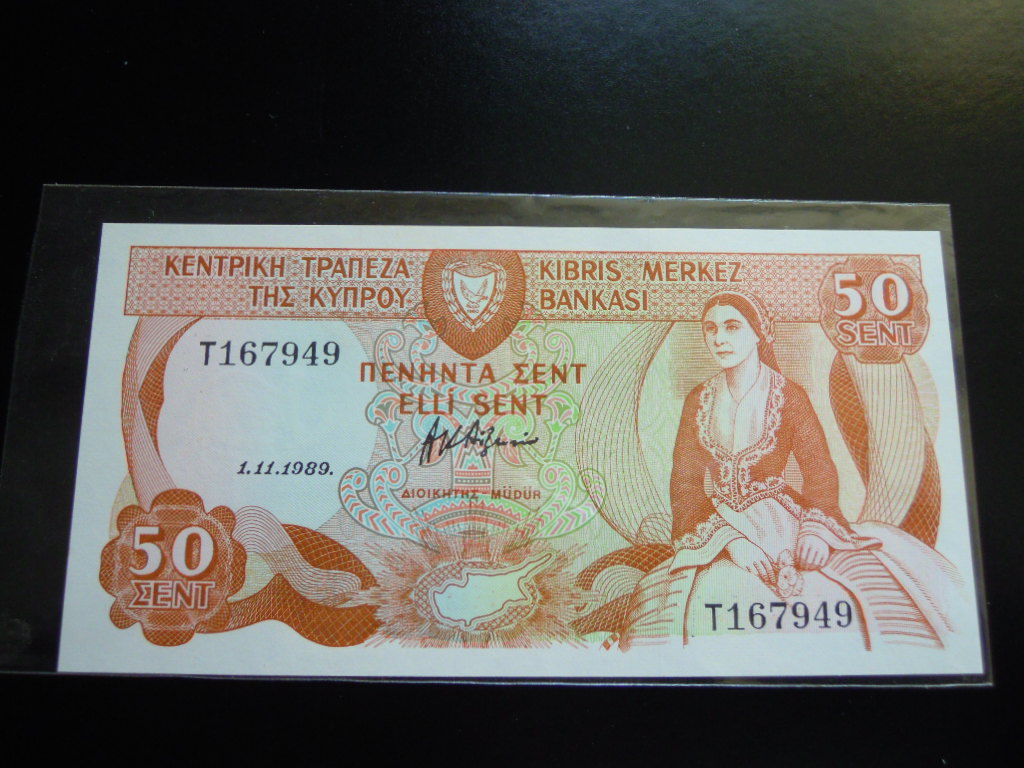 ΚΕΝΤΡΙΚΗ ΤΡΑΠΕΖΑ
ΤΗΣ ΚΥΠΡΟΥ
KIBRIS MERKEZ
BANKASI
50
SENT
T167949
ΠΕΝΗΝΤΑ ΣΕΝΤ
ELLİ SENT
1.11.1989.
ΔΙΟΙΚΗΤΗΣ - MÜDÜR
50
ΣΕΝΤ
T167949